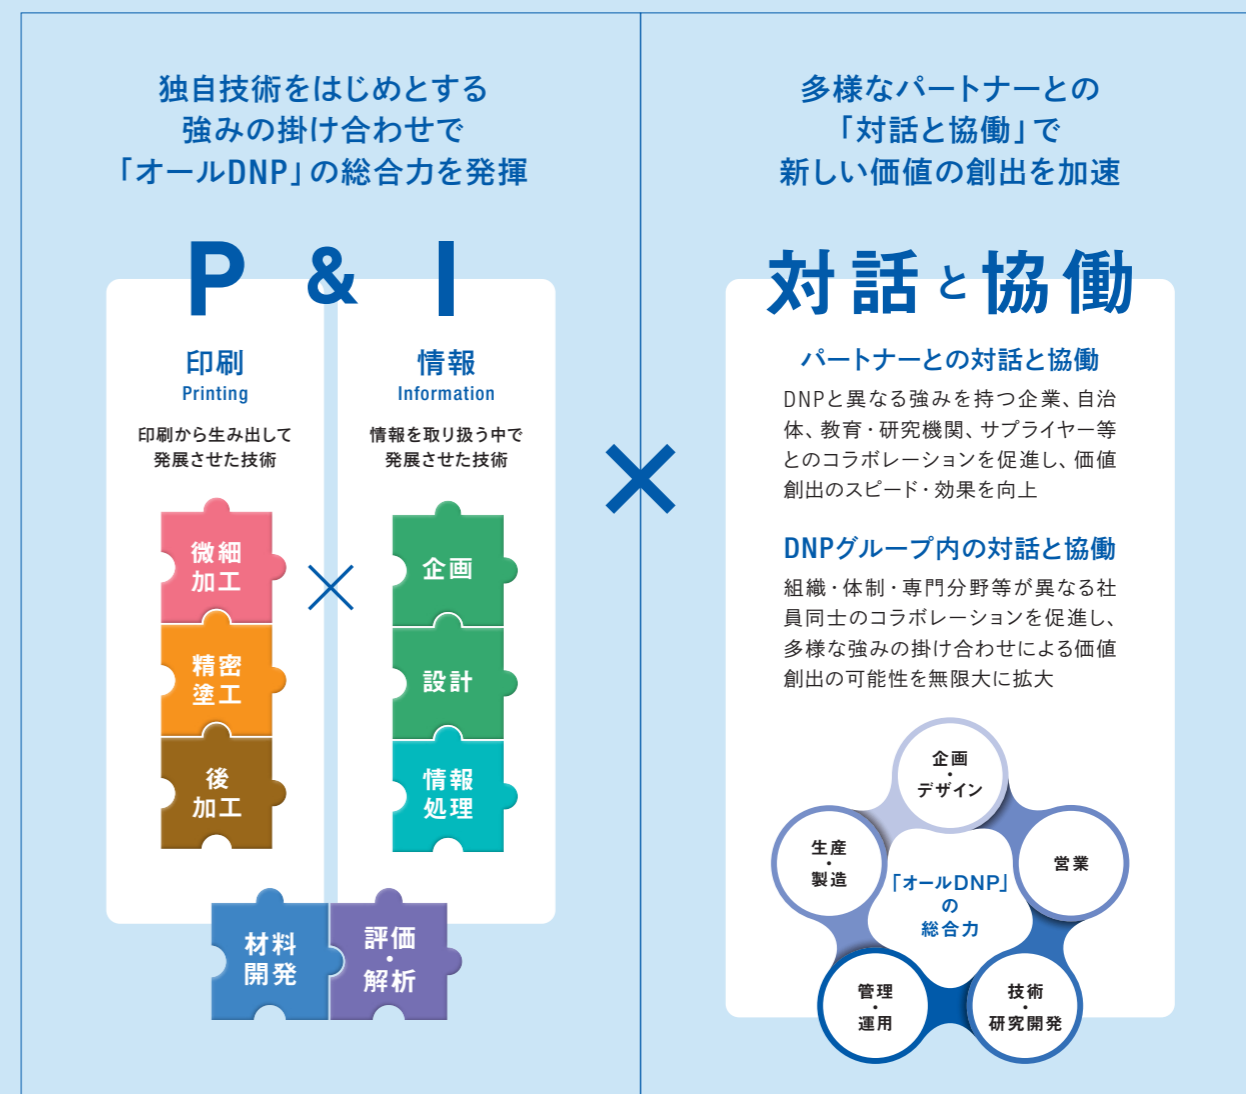 独自技術をはじめとする
強みの掛け合わせで
「オールDNP」の総合力を発揮
P & I
印刷
Printing
印刷から生み出して
発展させた技術
微細
加工
精密
塗工
後
加工
×
情報
Information
情報を取り扱う中で
発展させた技術
企画
設計
情報
処理
材料
開発
評価
・
解析
×
多様なパートナーとの
「対話と協働」で
新しい価値の創出を加速
対話と協働
パートナーとの対話と協働
DNPと異なる強みを持つ企業、自治
体、教育・研究機関、サプライヤー等
とのコラボレーションを促進し、価値
創出のスピード・効果を向上
DNPグループ内の対話と協働
組織・体制・専門分野等が異なる社
員同士のコラボレーションを促進し、
多様な強みの掛け合わせによる価値
創出の可能性を無限大に拡大
企画
・
デザイン
生産
・
製造
営業
「オールDNP」
の
総合力
管理
・
運用
技術
・
研究開発